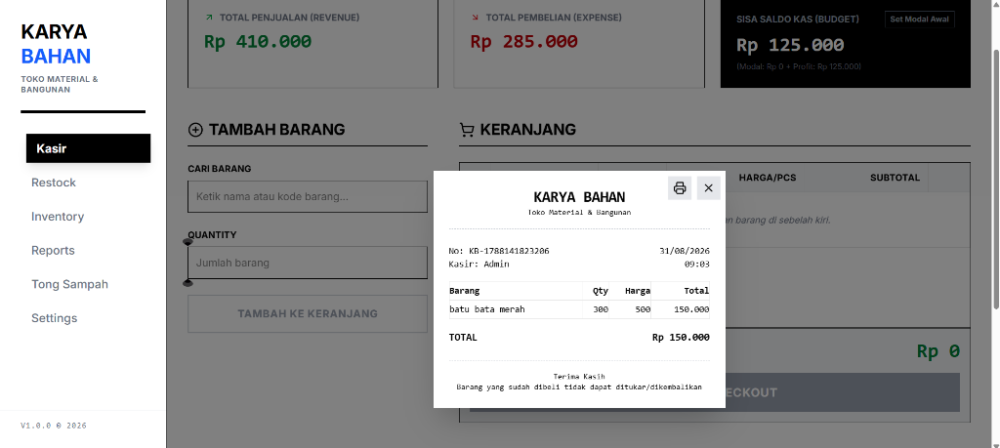 KARYA
BAHAN
TOKO MATERIAL &
BANGUNAN
Kasir
Restock
Inventory
Reports
Tong Sampah
Settings
V1.0.0 © 2026
TOTAL PENJUALAN (REVENUE)
Rp 410.000
TOTAL PEMBELIAN (EXPENSE)
Rp 285.000
SISA SALDO KAS (BUDGET)
Set Modal Awal
Rp 125.000
(Modal: Rp 0 + Profit: Rp 125.000)
TAMBAH BARANG
CARI BARANG
Ketik nama atau kode barang...
QUANTITY
Jumlah barang
TAMBAH KE KERANJANG
KERANJANG
HARGA/PCS SUBTOTAL
barang di sebelah kiri.
Rp 0
KARYA BAHAN
Toko Material & Bangunan
No: KB-1788141823206 31/08/2026
Kasir: Admin 09:03
Barang Qty Harga Total
batu bata merah 300 500 150.000
TOTAL Rp 150.000
Terima Kasih
Barang yang sudah dibeli tidak dapat ditukar/dikembalikan